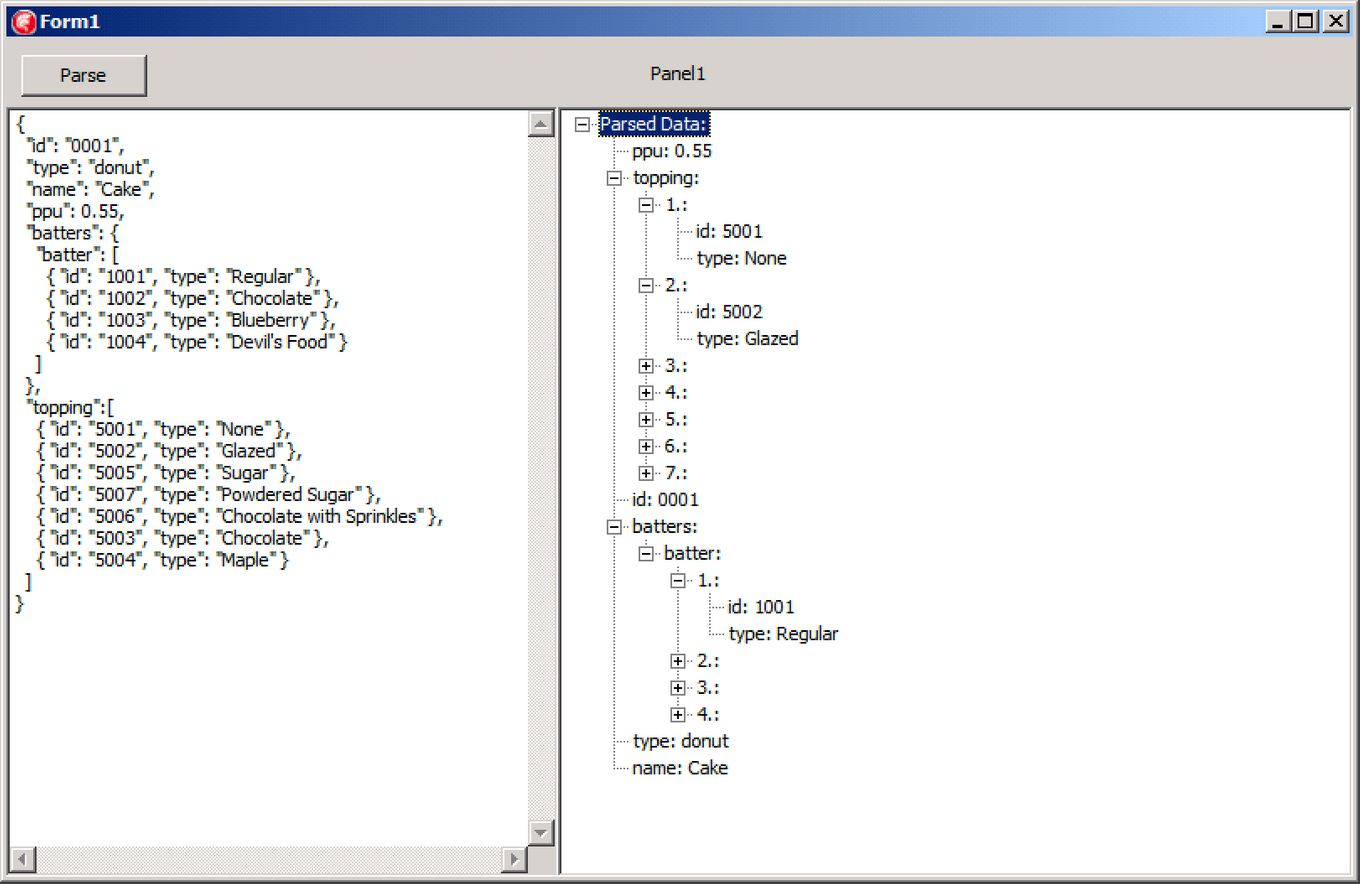 Form1
Parse
Panel1
{
"id": "0001",
"type": "donut",
"name": "Cake",
"ppu": 0.55,
"batters": {
"batter": [
{ "id": "1001", "type": "Regular" },
{ "id": "1002", "type": "Chocolate" },
{ "id": "1003", "type": "Blueberry" },
{ "id": "1004", "type": "Devil's Food" }
]
},
"topping":[
{ "id": "5001", "type": "None" },
{ "id": "5002", "type": "Glazed" },
{ "id": "5005", "type": "Sugar" },
{ "id": "5007", "type": "Powdered Sugar" },
{ "id": "5006", "type": "Chocolate with Sprinkles" },
{ "id": "5003", "type": "Chocolate" },
{ "id": "5004", "type": "Maple" }
]
}
Parsed Data:
ppu: 0.55
topping:
1.:
id: 5001
type: None
2.:
id: 5002
type: Glazed
3.:
4.:
5.:
6.:
7.:
id: 0001
batters:
batter:
1.:
id: 1001
type: Regular
2.:
3.:
4.:
type: donut
name: Cake